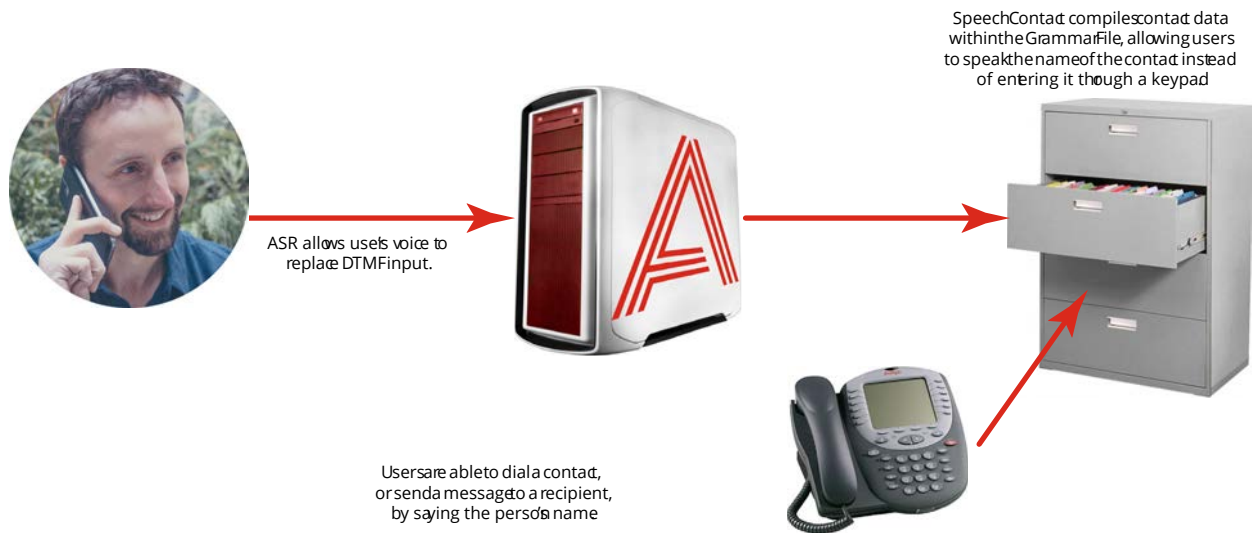 SpeechContact compiles contact data
within the Grammar File, allowing users
to speak the name of the contact instead
of entering it through a keypad
ASR allows user's voice to
replace DTMF input.
A
Users are able to dial a contact,
or send a message to a recipient,
by saying the person's name